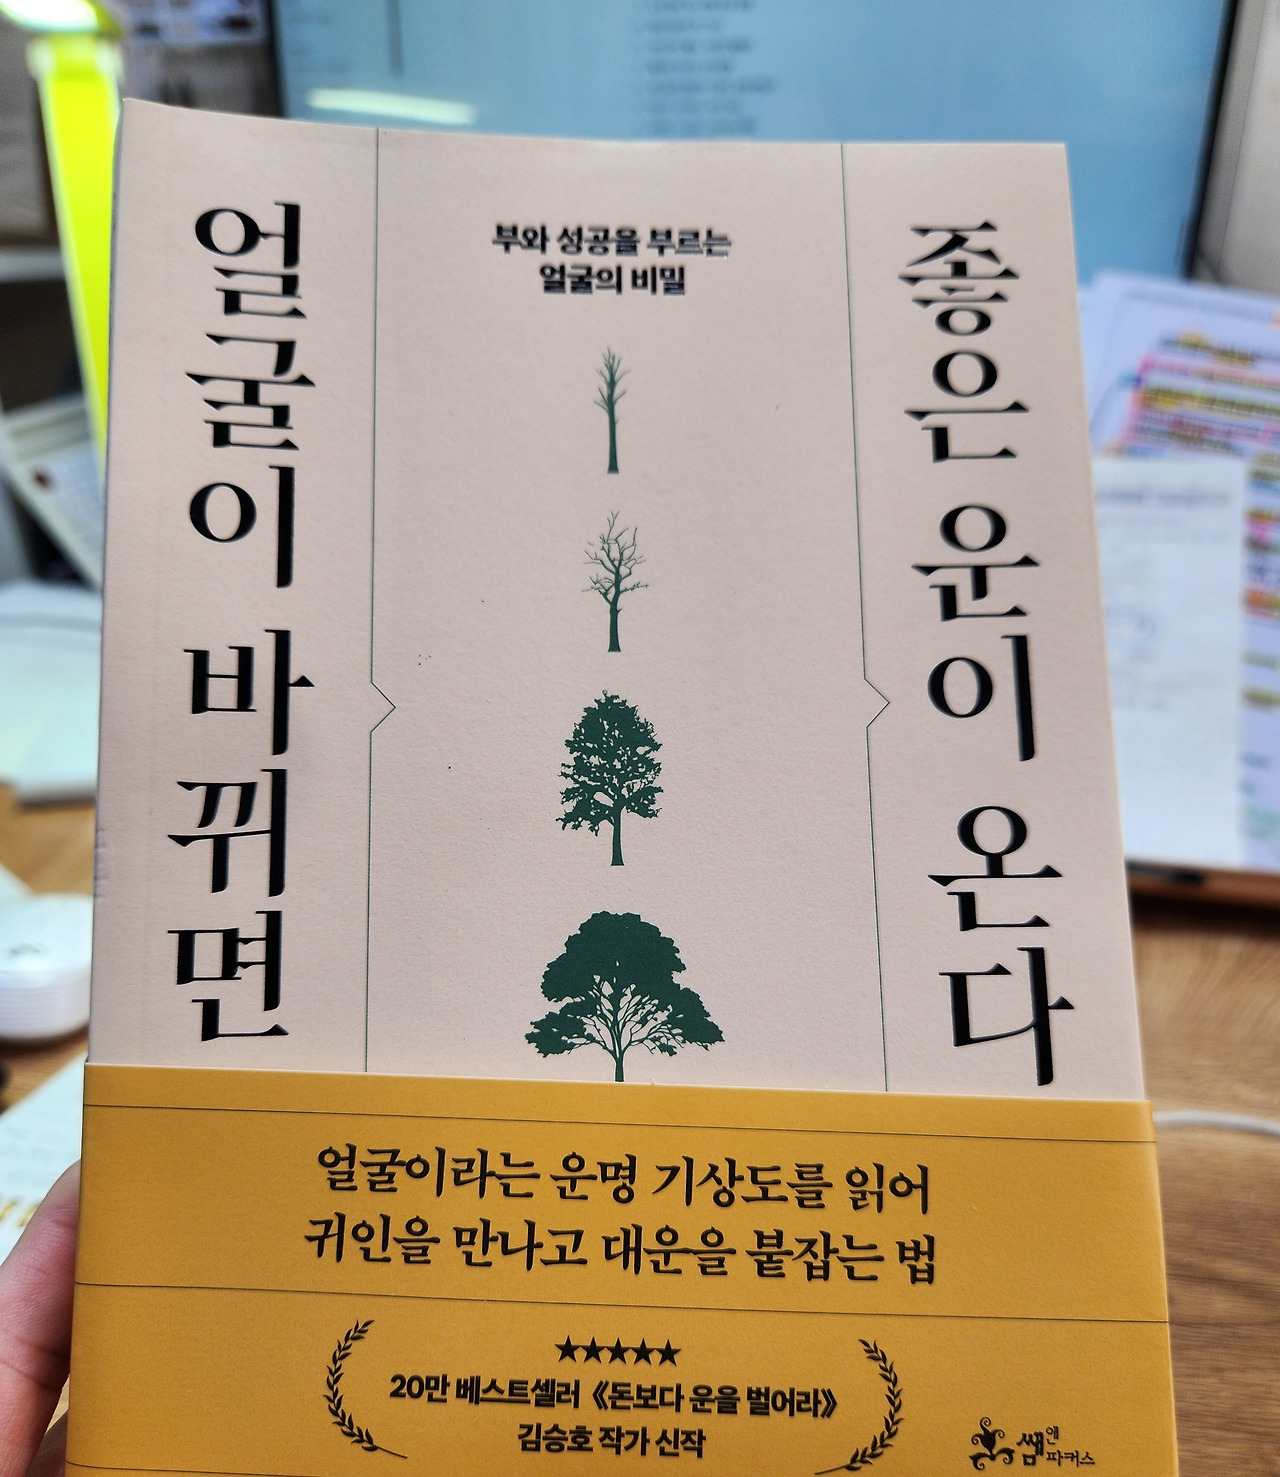 얼굴이 바뀌면
좋은 운이 온다
부와 성공을 부르는
얼굴의 비밀
얼굴이라는 운명 기상도를 읽어
귀인을 만나고 대운을 붙잡는 법
★★★★★
20만 베스트셀러 《돈보다 운을 벌어라》
김승호 작가 신작
쌤앤파커스